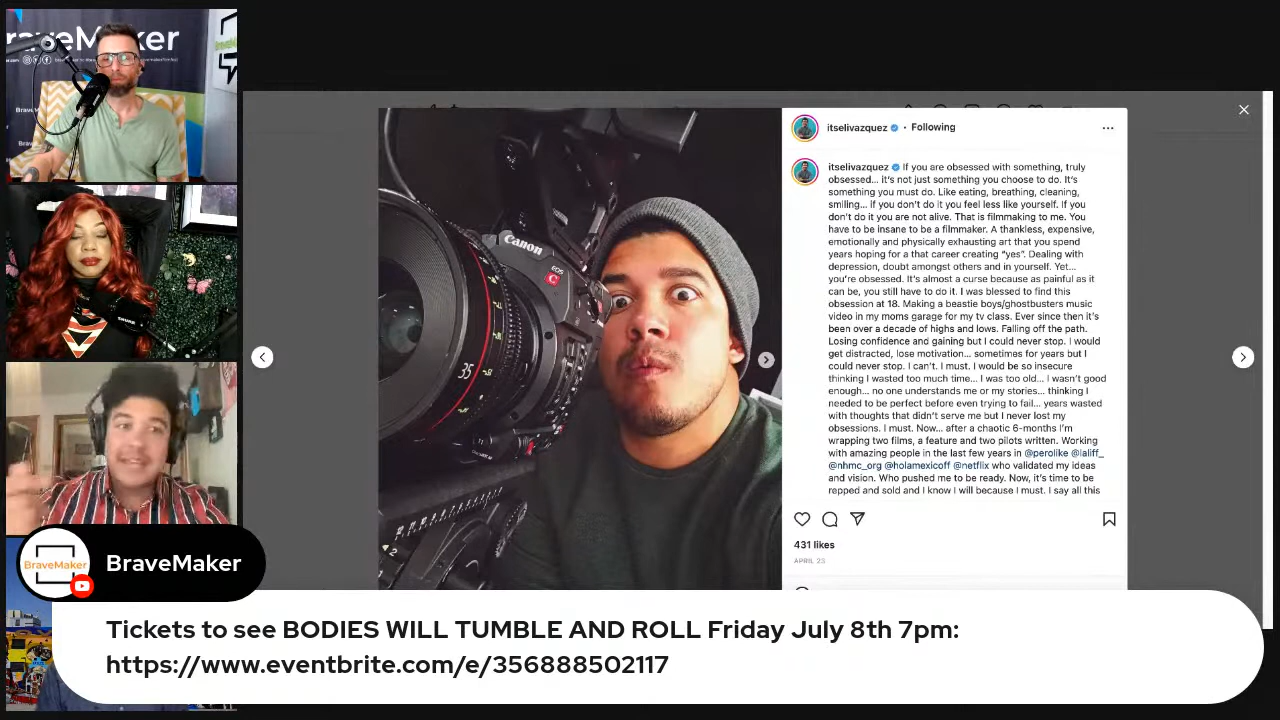 raveMaker
BraveM
BraveMaker
SHURE
Canon
EOS
C
35
itselivazquez • Following
itselivazquez If you are obsessed with something, truly
obsessed... it's not just something you choose to do. It's
something you must do. Like eating, breathing, cleaning,
smiling... if you don't do it you feel less like yourself. If you
don't do it you are not alive. That is filmmaking to me. You
have to be insane to be a filmmaker. A thankless, expensive,
emotionally and physically exhausting art that you spend
years hoping for a that career creating "yes". Dealing with
depression, doubt amongst others and in yourself. Yet...
you're obsessed. It's almost a curse because as painful as it
can be, you still have to do it. I was blessed to find this
obsession at 18. Making a beastie boys/ghostbusters music
video in my moms garage for my tv class. Ever since then it's
been over a decade of highs and lows. Falling off the path.
Losing confidence and gaining but I could never stop. I would
get distracted, lose motivation... sometimes for years but I
could never stop. I can't. I must. I would be so insecure
thinking I wasted too much time... I was too old... I wasn't good
enough... no one understands me or my stories... thinking I
needed to be perfect before even trying to fail... years wasted
with thoughts that didn't serve me but I never lost my
obsessions. I must. Now... after a chaotic 6-months I'm
wrapping two films, a feature and two pilots written. Working
with amazing people in the last few years in @perolike @laliff_
@nhmc_org @holamexicoff @netflix who validated my ideas
and vision. Who pushed me to be ready. Now, it's time to be
repped and sold and I know I will because I must. I say all this
431 likes
APRIL 25
BraveMaker
BraveMaker
Tickets to see BODIES WILL TUMBLE AND ROLL Friday July 8th 7pm:
https://www.eventbrite.com/e/356888502117